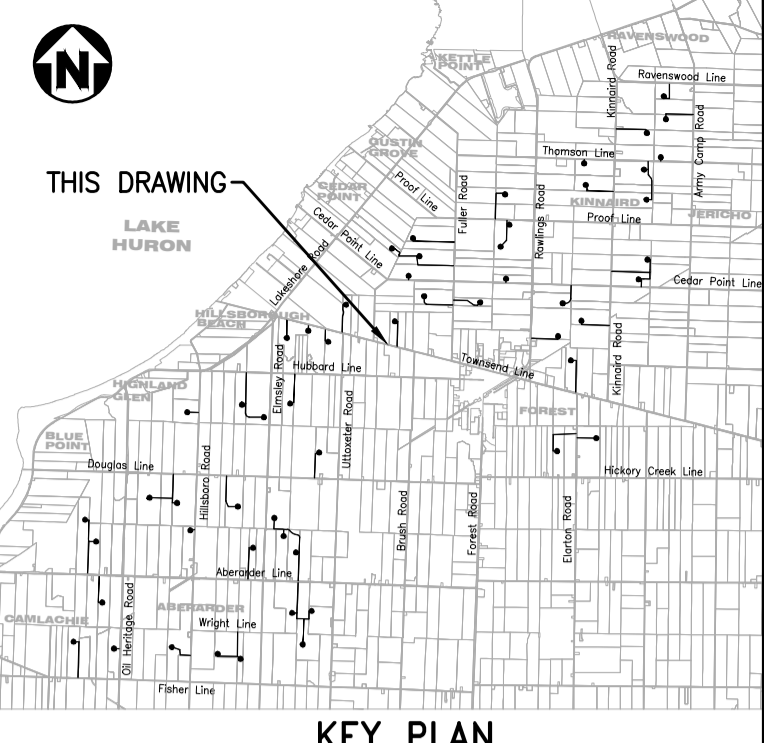 N
RAVENSWOOD
KETTLE
POINT
Ravenswood Line
Kinnaird Road
Army Camp Road
GUSTIN
GROVE
Thomson Line
THIS DRAWING
CEDAR
POINT
Proof Line
Fuller Road
Rawlings Road
KINNAIRD
Proof Line
JERICHO
LAKE
HURON
Cedar Point Line
Lakeshore Road
Cedar Point Line
HILLSBOROUGH
BEACH
Elmsley Road
Hubbard Line
Townsend Line
Kinnaird Road
HIGHLAND
GLEN
Uttoxeter Road
FOREST
BLUE
POINT
Douglas Line
Hillsboro Road
Hickory Creek Line
Brush Road
Forest Road
Elarton Road
Aberarder Line
Oil Heritage Road
ABERARDER
CAMLACHIE
Wright Line
Fisher Line
KEY PLAN